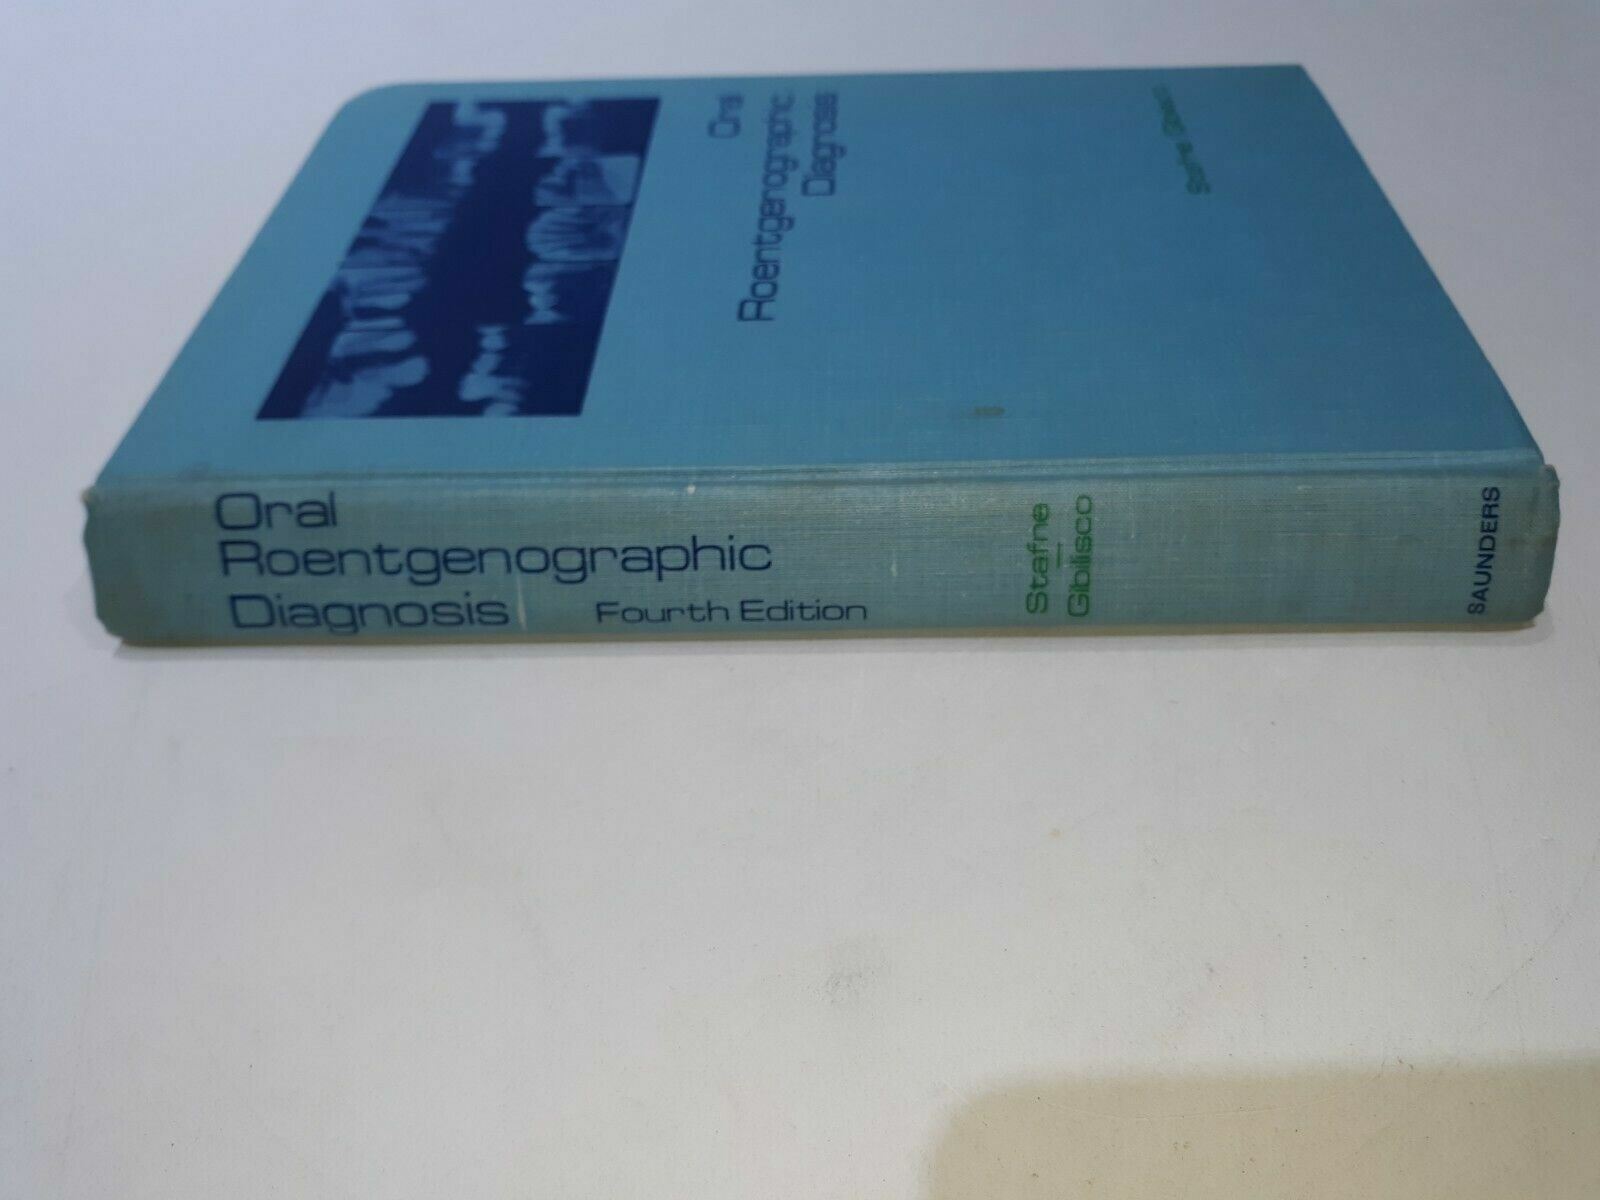 Oral
Roentgenographic
Diagnosis
Stafne Gibilisco
Oral
Roentgenographic
Diagnosis Fourth Edition
Stafne
Gibilisco
SAUNDERS